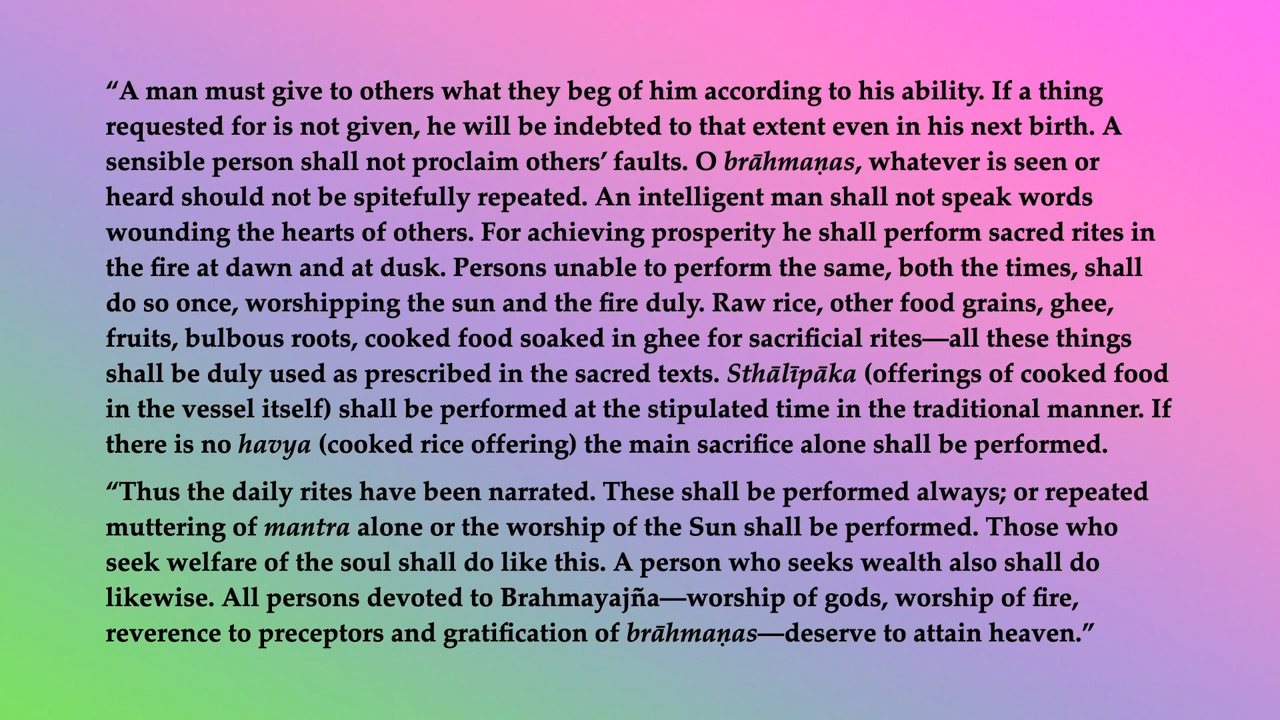 “A man must give to others what they beg of him according to his ability. If a thing
requested for is not given, he will be indebted to that extent even in his next birth. A
sensible person shall not proclaim others’ faults. O brāhmaṇas, whatever is seen or
heard should not be spitefully repeated. An intelligent man shall not speak words
wounding the hearts of others. For achieving prosperity he shall perform sacred rites in
the fire at dawn and at dusk. Persons unable to perform the same, both the times, shall
do so once, worshipping the sun and the fire duly. Raw rice, other food grains, ghee,
fruits, bulbous roots, cooked food soaked in ghee for sacrificial rites—all these things
shall be duly used as prescribed in the sacred texts. Sthālīpāka (offerings of cooked food
in the vessel itself) shall be performed at the stipulated time in the traditional manner. If
there is no havya (cooked rice offering) the main sacrifice alone shall be performed.
“Thus the daily rites have been narrated. These shall be performed always; or repeated
muttering of mantra alone or the worship of the Sun shall be performed. Those who
seek welfare of the soul shall do like this. A person who seeks wealth also shall do
likewise. All persons devoted to Brahmayajña—worship of gods, worship of fire,
reverence to preceptors and gratification of brāhmaṇas—deserve to attain heaven.”